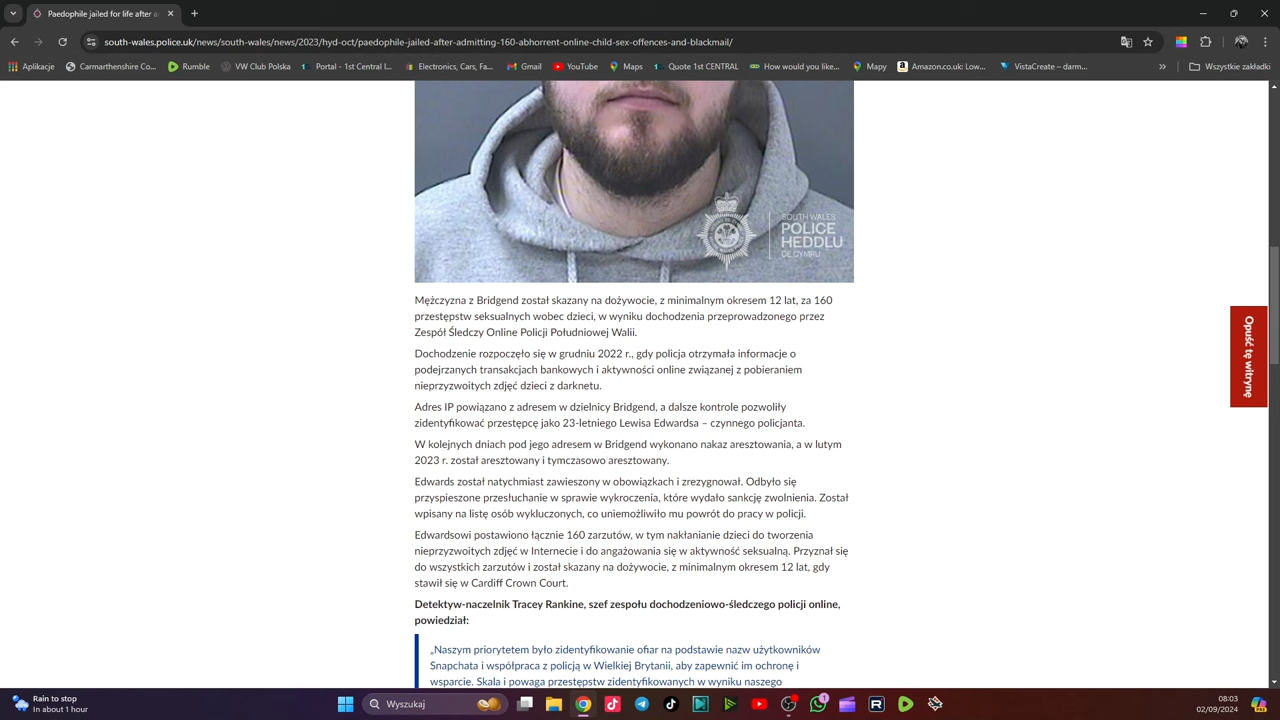 Paedophile jailed for life after a
south-wales.police.uk/news/south-wales/news/2023/hyd-oct/paedophile-jailed-after-admitting-160-abhorrent-online-child-sex-offences-and-blackmail/
Aplikacje
Carmarthenshire Co...
Rumble
VW Club Polska
Portal - 1st Central I...
Electronics, Cars, Fa...
Gmail
YouTube
Maps
Quote 1st CENTRAL
How would you like...
Mapy
Amazon.co.uk: Low...
VistaCreate – darm...
Wszystkie zakładki
SOUTH WALES
POLICE
HEDDLU
DE CYMRU
Mężczyzna z Bridgend został skazany na dożywocie, z minimalnym okresem 12 lat, za 160
przestępstw seksualnych wobec dzieci, w wyniku dochodzenia przeprowadzonego przez
Zespół Śledczy Online Policji Południowej Walii.
Dochodzenie rozpoczęło się w grudniu 2022 r., gdy policja otrzymała informacje o
podejrzanych transakcjach bankowych i aktywności online związanej z pobieraniem
nieprzyzwoitych zdjęć dzieci z darknetu.
Adres IP powiązano z adresem w dzielnicy Bridgend, a dalsze kontrole pozwoliły
zidentyfikować przestępcę jako 23-letniego Lewisa Edwardsa – czynnego policjanta.
W kolejnych dniach pod jego adresem w Bridgend wykonano nakaz aresztowania, a w lutym
2023 r. został aresztowany i tymczasowo aresztowany.
Edwards został natychmiast zawieszony w obowiązkach i zrezygnował. Odbyło się
przyspieszone przesłuchanie w sprawie wykroczenia, które wydało sankcję zwolnienia. Został
wpisany na listę osób wykluczonych, co uniemożliwiło mu powrót do pracy w policji.
Edwardsowi postawiono łącznie 160 zarzutów, w tym nakłanianie dzieci do tworzenia
nieprzyzwoitych zdjęć w Internecie i do angażowania się w aktywność seksualną. Przyznał się
do wszystkich zarzutów i został skazany na dożywocie, z minimalnym okresem 12 lat, gdy
stawił się w Cardiff Crown Court.
Detektyw-naczelnik Tracey Rankine, szef zespołu dochodzeniowo-śledczego policji online,
powiedział:
„Naszym priorytetem było zidentyfikowanie ofiar na podstawie nazw użytkowników
Snapchata i współpraca z policją w Wielkiej Brytanii, aby zapewnić im ochronę i
wsparcie. Skala i powaga przestępstw zidentyfikowanych w wyniku naszego
Opuść tę witrynę
Rain to stop
In about 1 hour
Wyszukaj
1
08:03
02/09/2024